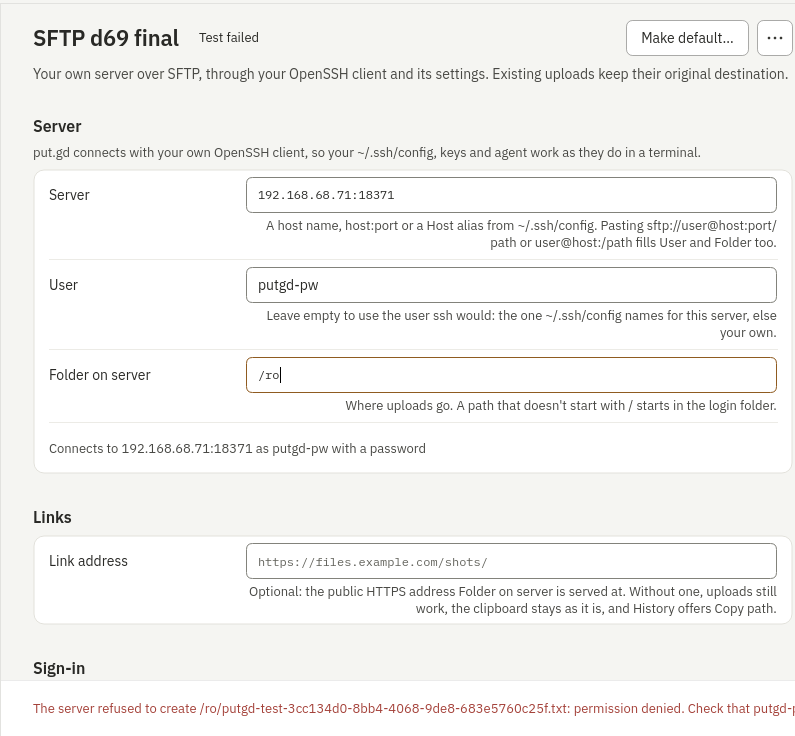 SFTP d69 final
Test failed
Make default...
Your own server over SFTP, through your OpenSSH client and its settings. Existing uploads keep their original destination.
Server
put.gd connects with your own OpenSSH client, so your ~/.ssh/config, keys and agent work as they do in a terminal.
Server
192.168.68.71:18371
A host name, host:port or a Host alias from ~/.ssh/config. Pasting sftp://user@host:port/
path or user@host:/path fills User and Folder too.
User
putgd-pw
Leave empty to use the user ssh would: the one ~/.ssh/config names for this server, else
your own.
Folder on server
/ro
Where uploads go. A path that doesn't start with / starts in the login folder.
Connects to 192.168.68.71:18371 as putgd-pw with a password
Links
Link address
https://files.example.com/shots/
Optional: the public HTTPS address Folder on server is served at. Without one, uploads still
work, the clipboard stays as it is, and History offers Copy path.
Sign-in
The server refused to create /ro/putgd-test-3cc134d0-8bb4-4068-9de8-683e5760c25f.txt: permission denied. Check that putgd-p